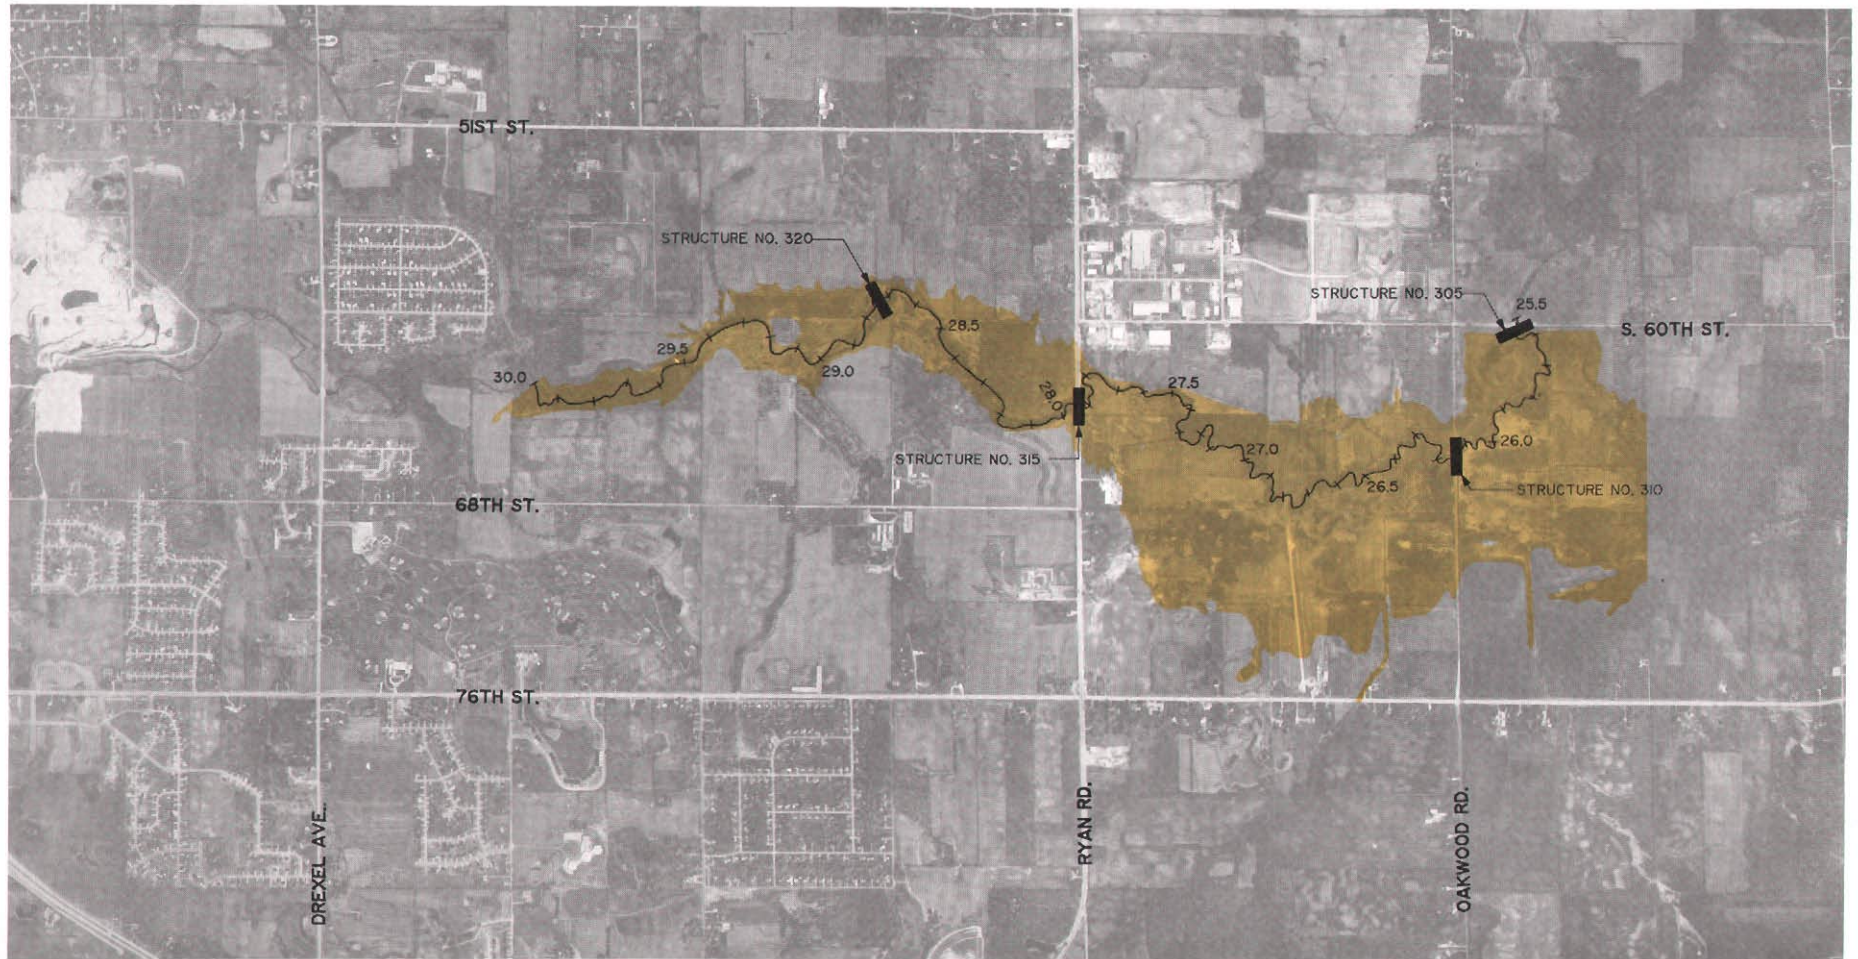 51ST ST.
STRUCTURE NO. 320
STRUCTURE NO. 305
25.5
S. 60TH ST.
28.5
29.5
29.0
30.0
27.5
28.0
27.0
26.0
STRUCTURE NO. 315
26.5
STRUCTURE NO. 310
68TH ST.
76TH ST.
DREXEL AVE.
RYAN RD.
OAKWOOD RD.